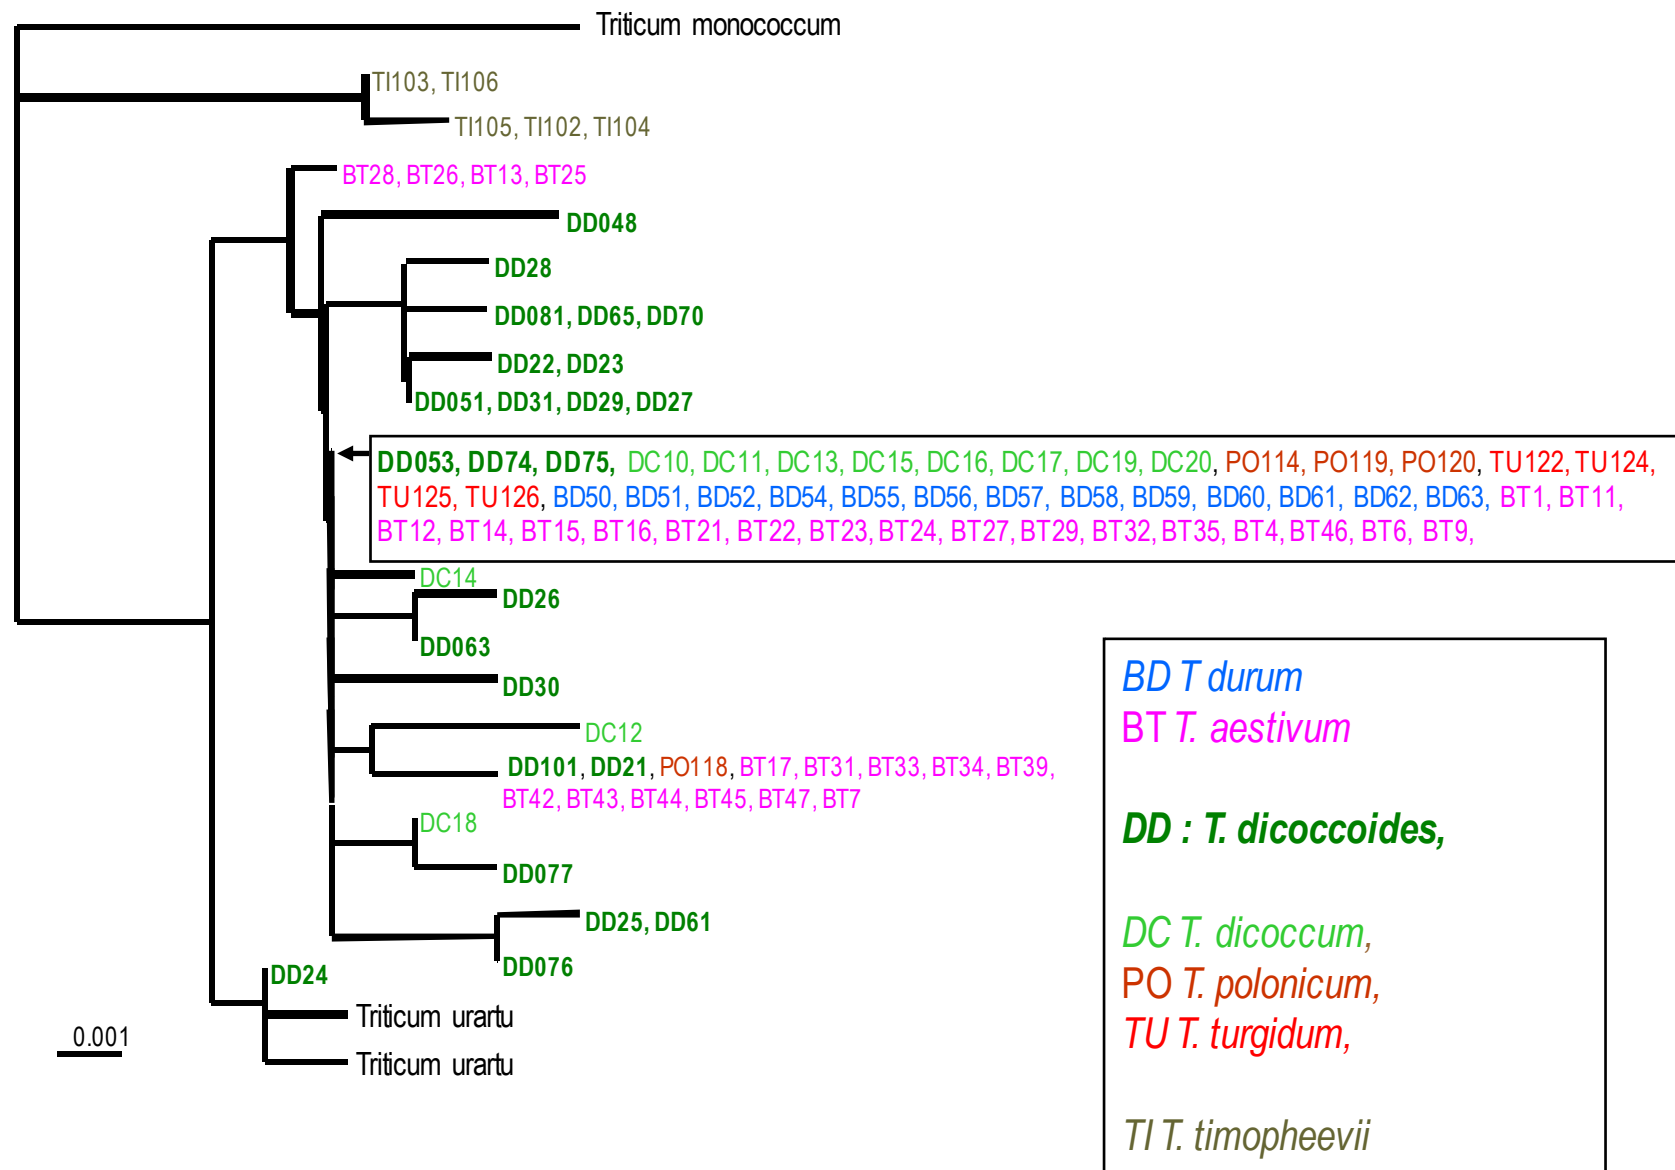 Triticum monococcum
TI103, TI106
TI105, TI102, TI104
BT28, BT26, BT13, BT25
DD048
DD28
DD081, DD65, DD70
DD22, DD23
DD051, DD31, DD29, DD27
DD053, DD74, DD75, DC10, DC11, DC13, DC15, DC16, DC17, DC19, DC20, PO114, PO119, PO120, TU122, TU124,
TU125, TU126, BD50, BD51, BD52, BD54, BD55, BD56, BD57, BD58, BD59, BD60, BD61, BD62, BD63, BT1, BT11,
BT12, BT14, BT15, BT16, BT21, BT22, BT23, BT24, BT27, BT29, BT32, BT35, BT4, BT46, BT6, BT9,
DC14
DD26
DD063
DD30
DC12
DD101, DD21, PO118, BT17, BT31, BT33, BT34, BT39,
BT42, BT43, BT44, BT45, BT47, BT7
DC18
DD077
DD25, DD61
DD076
DD24
Triticum urartu
Triticum urartu
0.001
BD T durum
BT T. aestivum
DD : T. dicoccoides,
DC T. dicoccum,
PO T. polonicum,
TU T. turgidum,
TI T. timopheevii